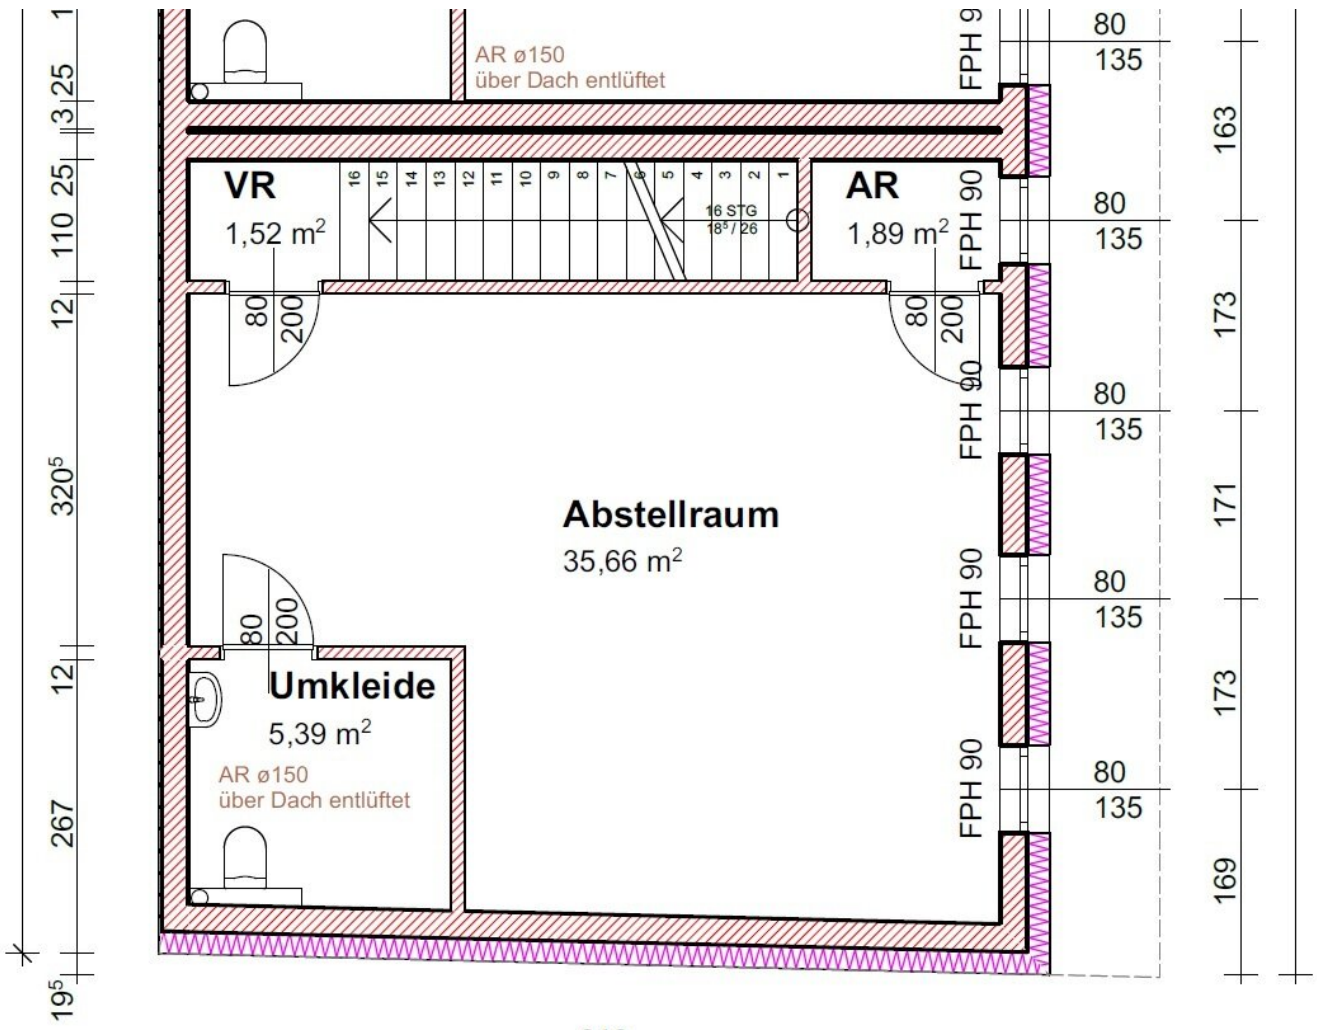 1
25
3
25
110
12
320⁵
12
267
19⁵
AR ø150
über Dach entlüftet
FPH 9
80
135
163
VR
1,52 m²
16 15 14 13 12 11 10 9 8 7 6 5 4 3 2 1
16 STG
18⁵ / 26
AR
1,89 m²
FPH 90
80
135
80
200
80
200
173
FPH 90
80
135
Abstellraum
35,66 m²
171
FPH 90
80
135
80
200
Umkleide
5,39 m²
173
AR ø150
über Dach entlüftet
FPH 90
80
135
169